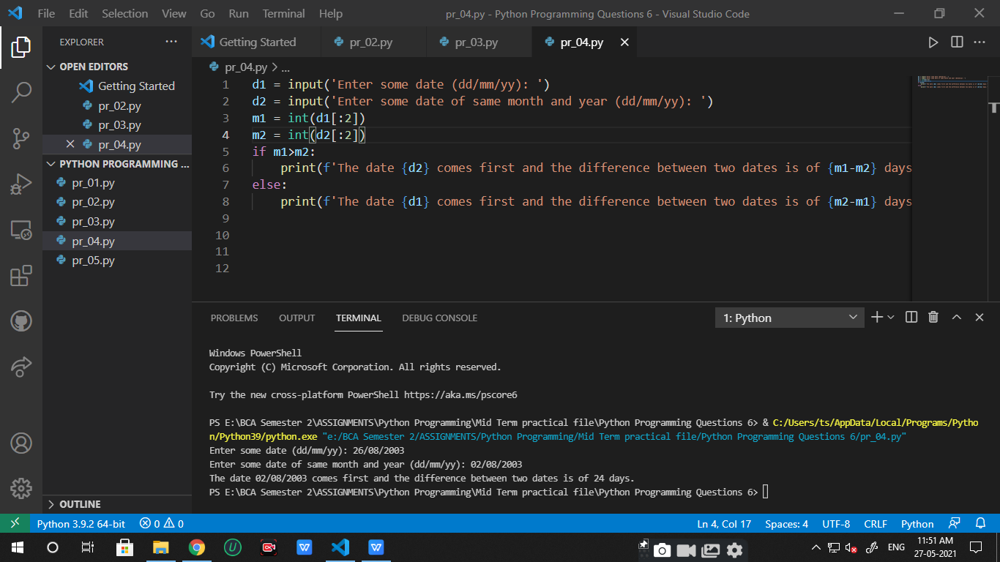 File Edit Selection View Go Run Terminal Help pr_04.py - Python Programming Questions 6 - Visual Studio Code
EXPLORER ...
Getting Started pr_02.py pr_03.py pr_04.py
OPEN EDITORS
Getting Started
pr_02.py
pr_03.py
pr_04.py
PYTHON PROGRAMMING ...
pr_01.py
pr_02.py
pr_03.py
pr_04.py
pr_05.py
OUTLINE
pr_04.py > ...
1 d1 = input('Enter some date (dd/mm/yy): ')
2 d2 = input('Enter some date of same month and year (dd/mm/yy): ')
3 m1 = int(d1[:2])
4 m2 = int(d2[:2])
5 if m1>m2:
6 print(f'The date {d2} comes first and the difference between two dates is of {m1-m2} days
7 else:
8 print(f'The date {d1} comes first and the difference between two dates is of {m2-m1} days
9
10
11
12
PROBLEMS OUTPUT TERMINAL DEBUG CONSOLE 1: Python
Windows PowerShell
Copyright (C) Microsoft Corporation. All rights reserved.
Try the new cross-platform PowerShell https://aka.ms/pscore6
PS E:\BCA Semester 2\ASSIGNMENTS\Python Programming\Mid Term practical file\Python Programming Questions 6> & C:/Users/ts/AppData/Local/Programs/Pytho
n/Python39/python.exe "e:/BCA Semester 2/ASSIGNMENTS/Python Programming/Mid Term practical file/Python Programming Questions 6/pr_04.py"
Enter some date (dd/mm/yy): 26/08/2003
Enter some date of same month and year (dd/mm/yy): 02/08/2003
The date 02/08/2003 comes first and the difference between two dates is of 24 days.
PS E:\BCA Semester 2\ASSIGNMENTS\Python Programming\Mid Term practical file\Python Programming Questions 6>
Python 3.9.2 64-bit 0 0 Ln 4, Col 17 Spaces: 4 UTF-8 CRLF Python
ENG 11:51 AM
27-05-2021